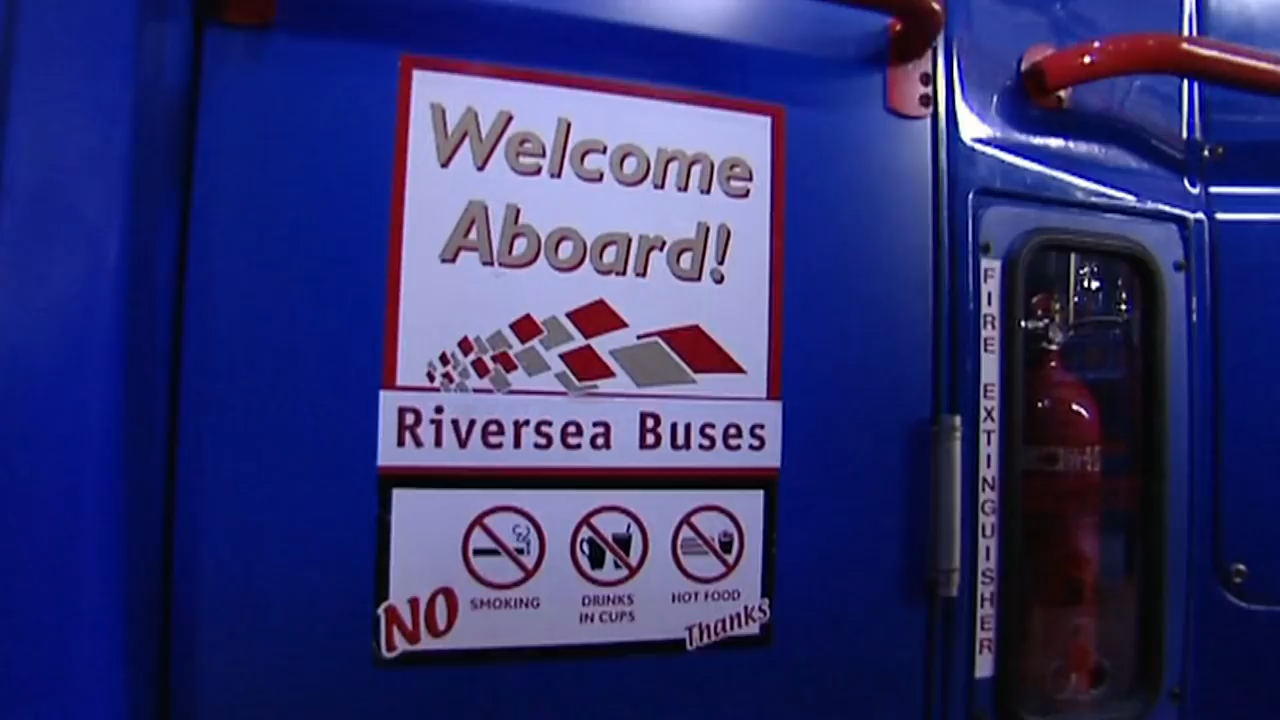 Welcome
Aboard!
Riversea Buses
NO
SMOKING
DRINKS
IN CUPS
HOT FOOD
Thanks
FIRE EXTINGUISHER